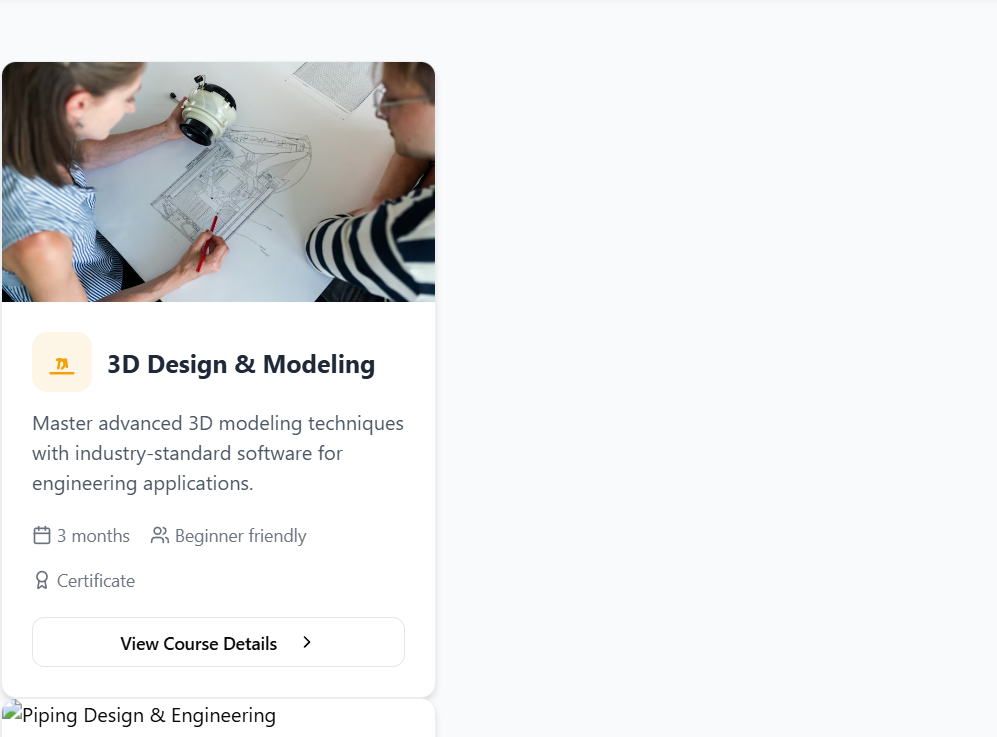 3D Design & Modeling
Master advanced 3D modeling techniques
with industry-standard software for
engineering applications.
3 months
Beginner friendly
Certificate
View Course Details
Piping Design & Engineering